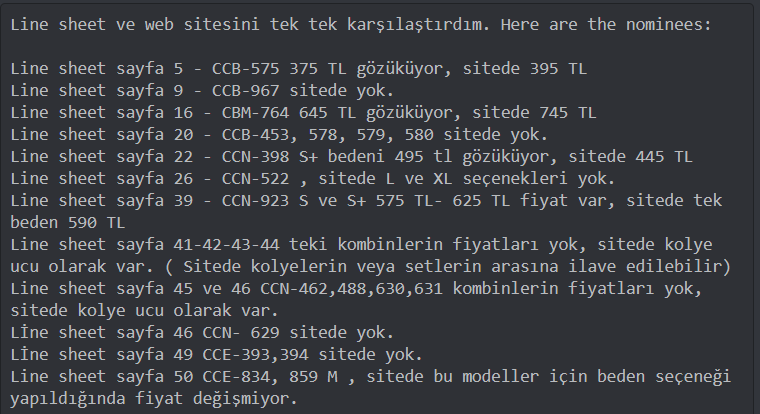 Line sheet ve web sitesini tek tek karşılaştırdım. Here are the nominees:
Line sheet sayfa 5 - CCB-575 375 TL gözüküyor, sitede 395 TL
Line sheet sayfa 9 - CCB-967 sitede yok.
Line sheet sayfa 16 - CBM-764 645 TL gözüküyor, sitede 745 TL
Line sheet sayfa 20 - CCB-453, 578, 579, 580 sitede yok.
Line sheet sayfa 22 - CCN-398 S+ bedeni 495 tl gözüküyor, sitede 445 TL
Line sheet sayfa 26 - CCN-522 , sitede L ve XL seçenekleri yok.
Line sheet sayfa 39 - CCN-923 S ve S+ 575 TL- 625 TL fiyat var, sitede tek
beden 590 TL
Line sheet sayfa 41-42-43-44 teki kombinlerin fiyatları yok, sitede kolye
ucu olarak var. ( Sitede kolyelerin veya setlerin arasına ilave edilebilir)
Line sheet sayfa 45 ve 46 CCN-462,488,630,631 kombinlerin fiyatları yok,
sitede kolye ucu olarak var.
Lİne sheet sayfa 46 CCN- 629 sitede yok.
Lİne sheet sayfa 49 CCE-393,394 sitede yok.
Line sheet sayfa 50 CCE-834, 859 M , sitede bu modeller için beden seçeneği
yapıldığında fiyat değişmiyor.